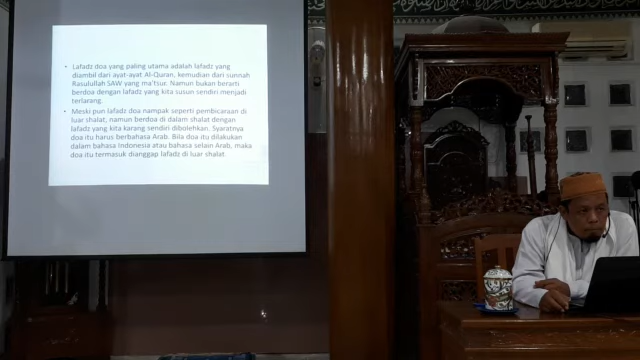 • Lafadz doa yang paling utama adalah lafadz yang
diambil dari ayat-ayat Al-Quran, kemudian dari sunnah
Rasulullah SAW yang ma'tsur. Namun bukan berarti
berdoa dengan lafadz yang kita susun sendiri menjadi
terlarang.
• Meski pun lafadz doa nampak seperti pembicaraan di
luar shalat, namun berdoa di dalam shalat dengan
lafadz yang kita karang sendiri dibolehkan. Syaratnya
doa itu harus berbahasa Arab. Bila doa itu dilakukan
dalam bahasa Indonesia atau bahasa selain Arab, maka
doa itu termasuk dianggap lafadz di luar shalat.